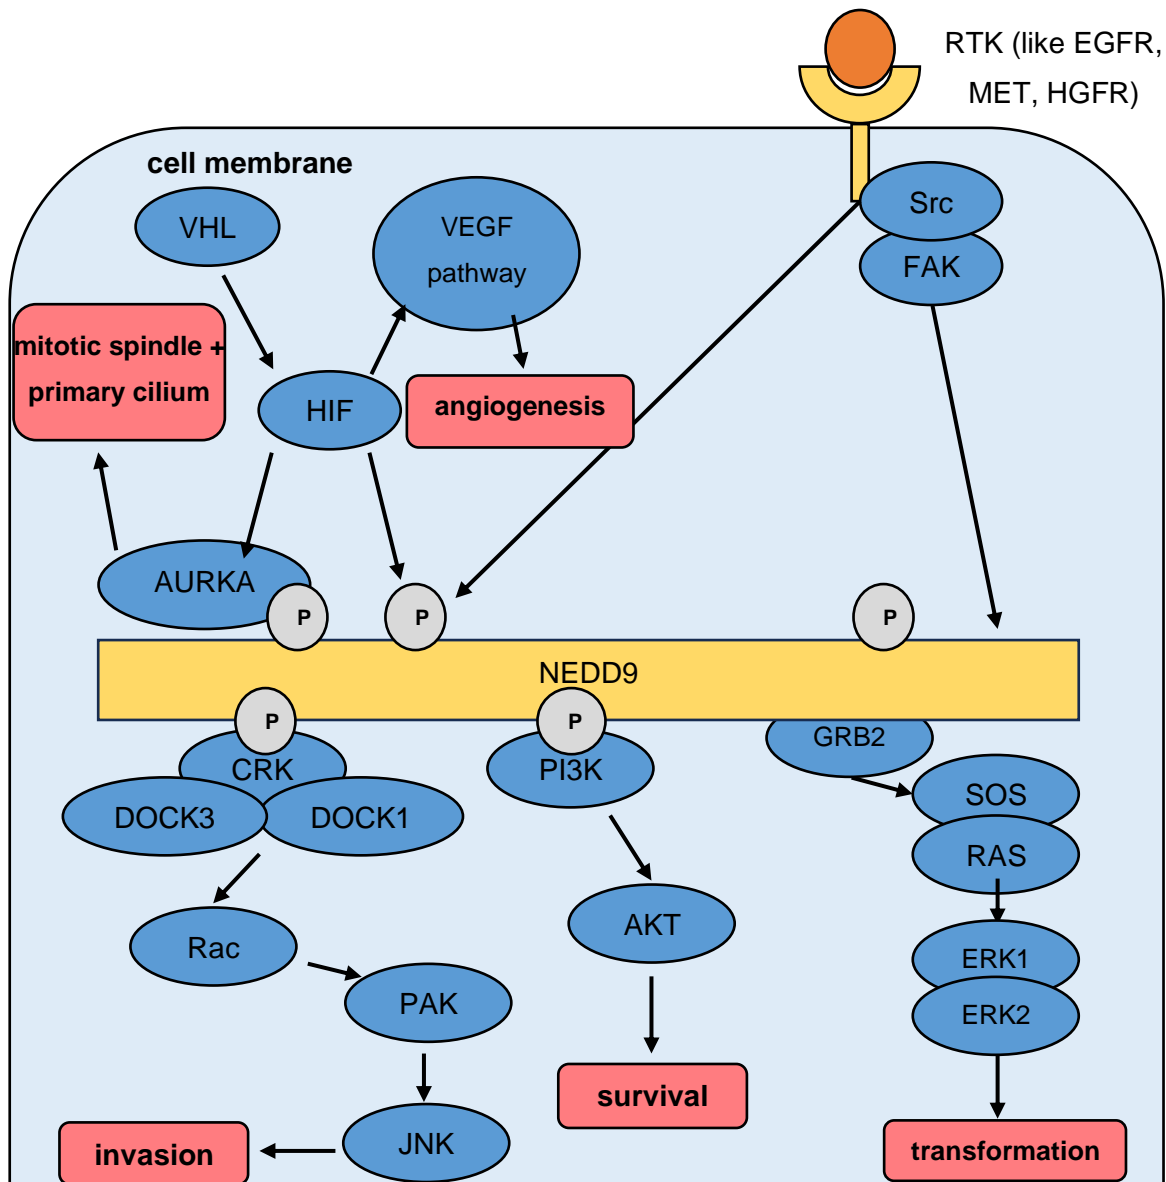 RTK (like EGFR,
MET, HGFR)
cell membrane
VHL
VEGF
pathway
Src
FAK
mitotic spindle +
primary cilium
HIF
angiogenesis
AURKA
P
P
P
NEDD9
P
P
CRK
PI3K
GRB2
DOCK3
DOCK1
SOS
RAS
Rac
AKT
ERK1
PAK
ERK2
survival
JNK
invasion
transformation